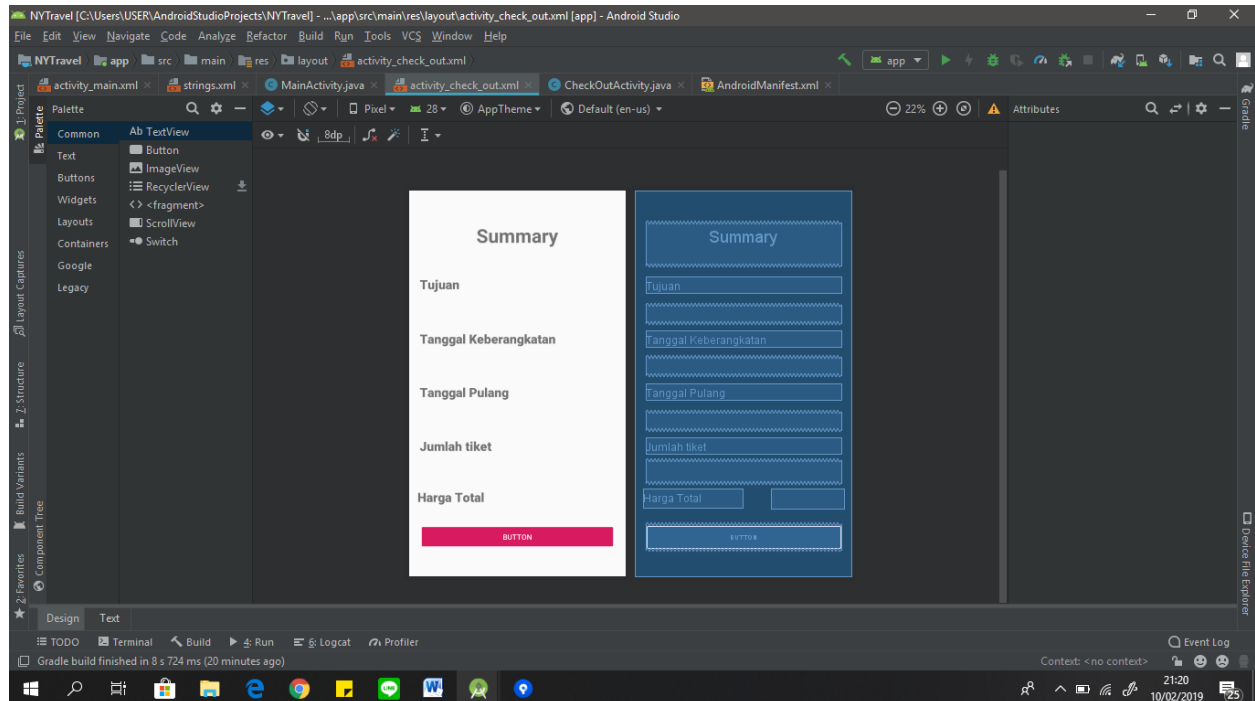 NYTravel [C:\Users\USER\AndroidStudioProjects\NYTravel] - ...\app\src\main\res\layout\activity_check_out.xml [app] - Android Studio
File Edit View Navigate Code Analyze Refactor Build Run Tools VCS Window Help
NYTravel app src main res layout activity_check_out.xml app
activity_main.xml strings.xml MainActivity.java activity_check_out.xml CheckOutActivity.java AndroidManifest.xml
1: Project
Layout Captures
Z: Structure
Build Variants
2: Favorites
Palette
Component Tree
Palette
Common
Text
Buttons
Widgets
Layouts
Containers
Google
Legacy
Ab TextView
Button
ImageView
RecyclerView
<> <fragment>
ScrollView
Switch
Pixel 28 AppTheme Default (en-us) 22%
8dp
Attributes
Summary
Tujuan
Tanggal Keberangkatan
Tanggal Pulang
Jumlah tiket
Harga Total
BUTTON
Summary
Tujuan
Tanggal Keberangkatan
Tanggal Pulang
Jumlah tiket
Harga Total
BUTTON
Gradle
Device File Explorer
Design Text
TODO Terminal Build 4: Run 6: Logcat Profiler Event Log
Gradle build finished in 8 s 724 ms (20 minutes ago) Context: <no context>
LINE
W
21:20
10/02/2019
25